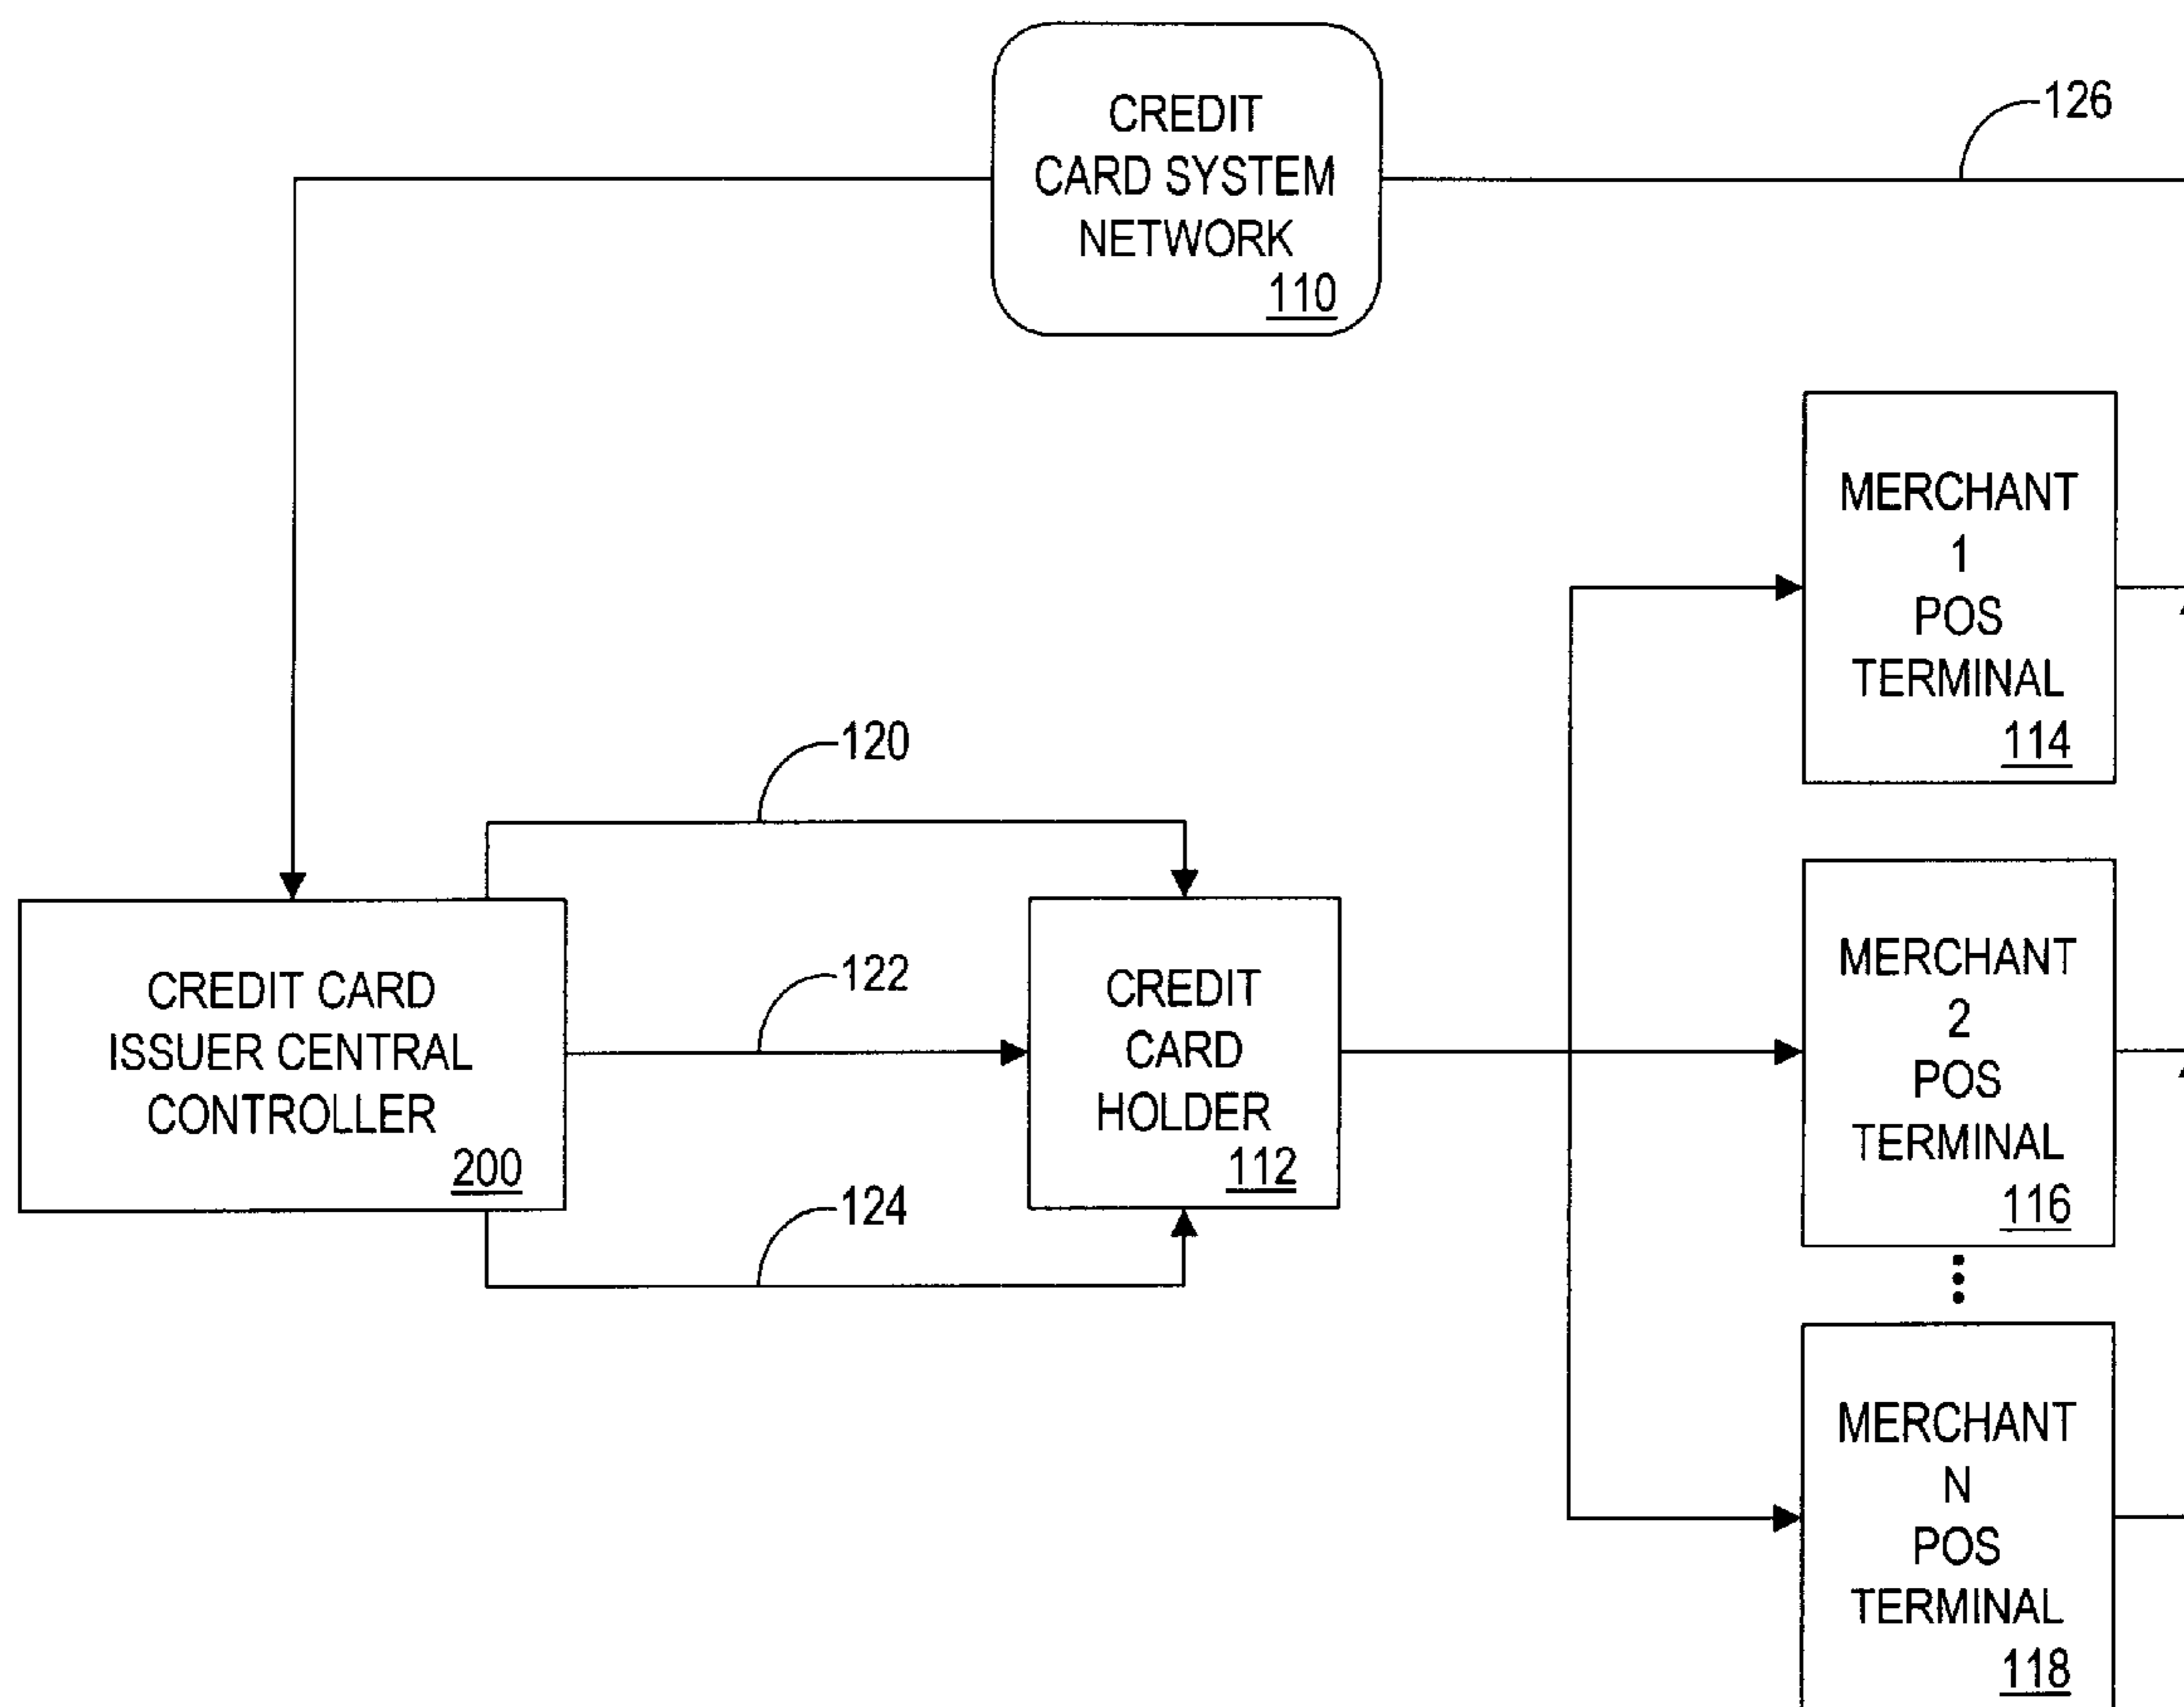 CREDIT
CARD SYSTEM
NETWORK
110
126
MERCHANT
1
POS
TERMINAL
114
120
CREDIT CARD
ISSUER CENTRAL
CONTROLLER
200
122
124
CREDIT
CARD
HOLDER
112
MERCHANT
2
POS
TERMINAL
116
MERCHANT
N
POS
TERMINAL
118